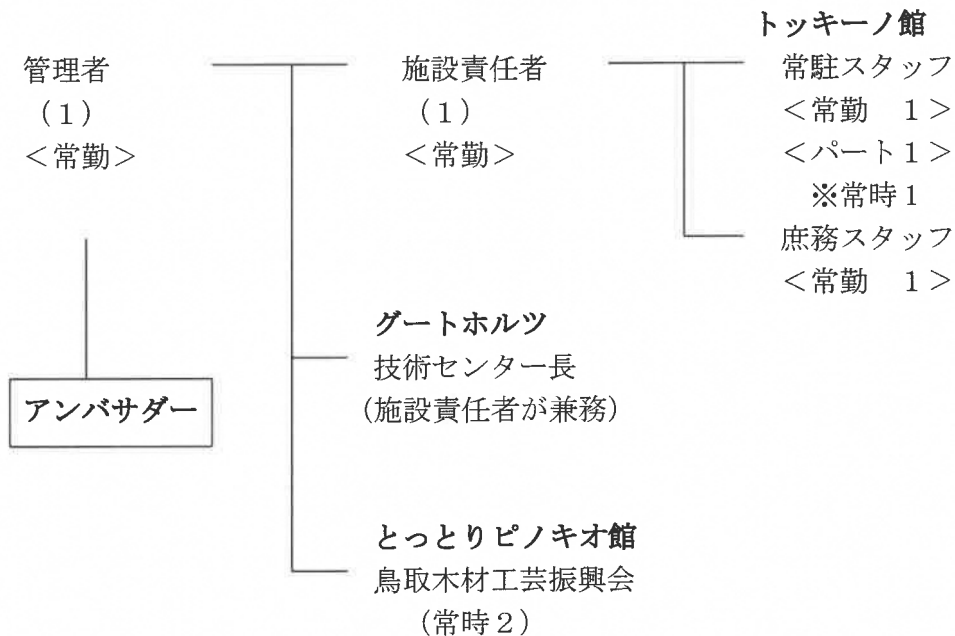 トッキーノ館
管理者
（1）
＜常勤＞
施設責任者
（1）
＜常勤＞
常駐スタッフ
＜常勤　1＞
＜パート1＞
※常時1
庶務スタッフ
＜常勤　1＞
アンバサダー
グートホルツ
技術センター長
（施設責任者が兼務）
とっとりピノキオ館
鳥取木材工芸振興会
（常時2）